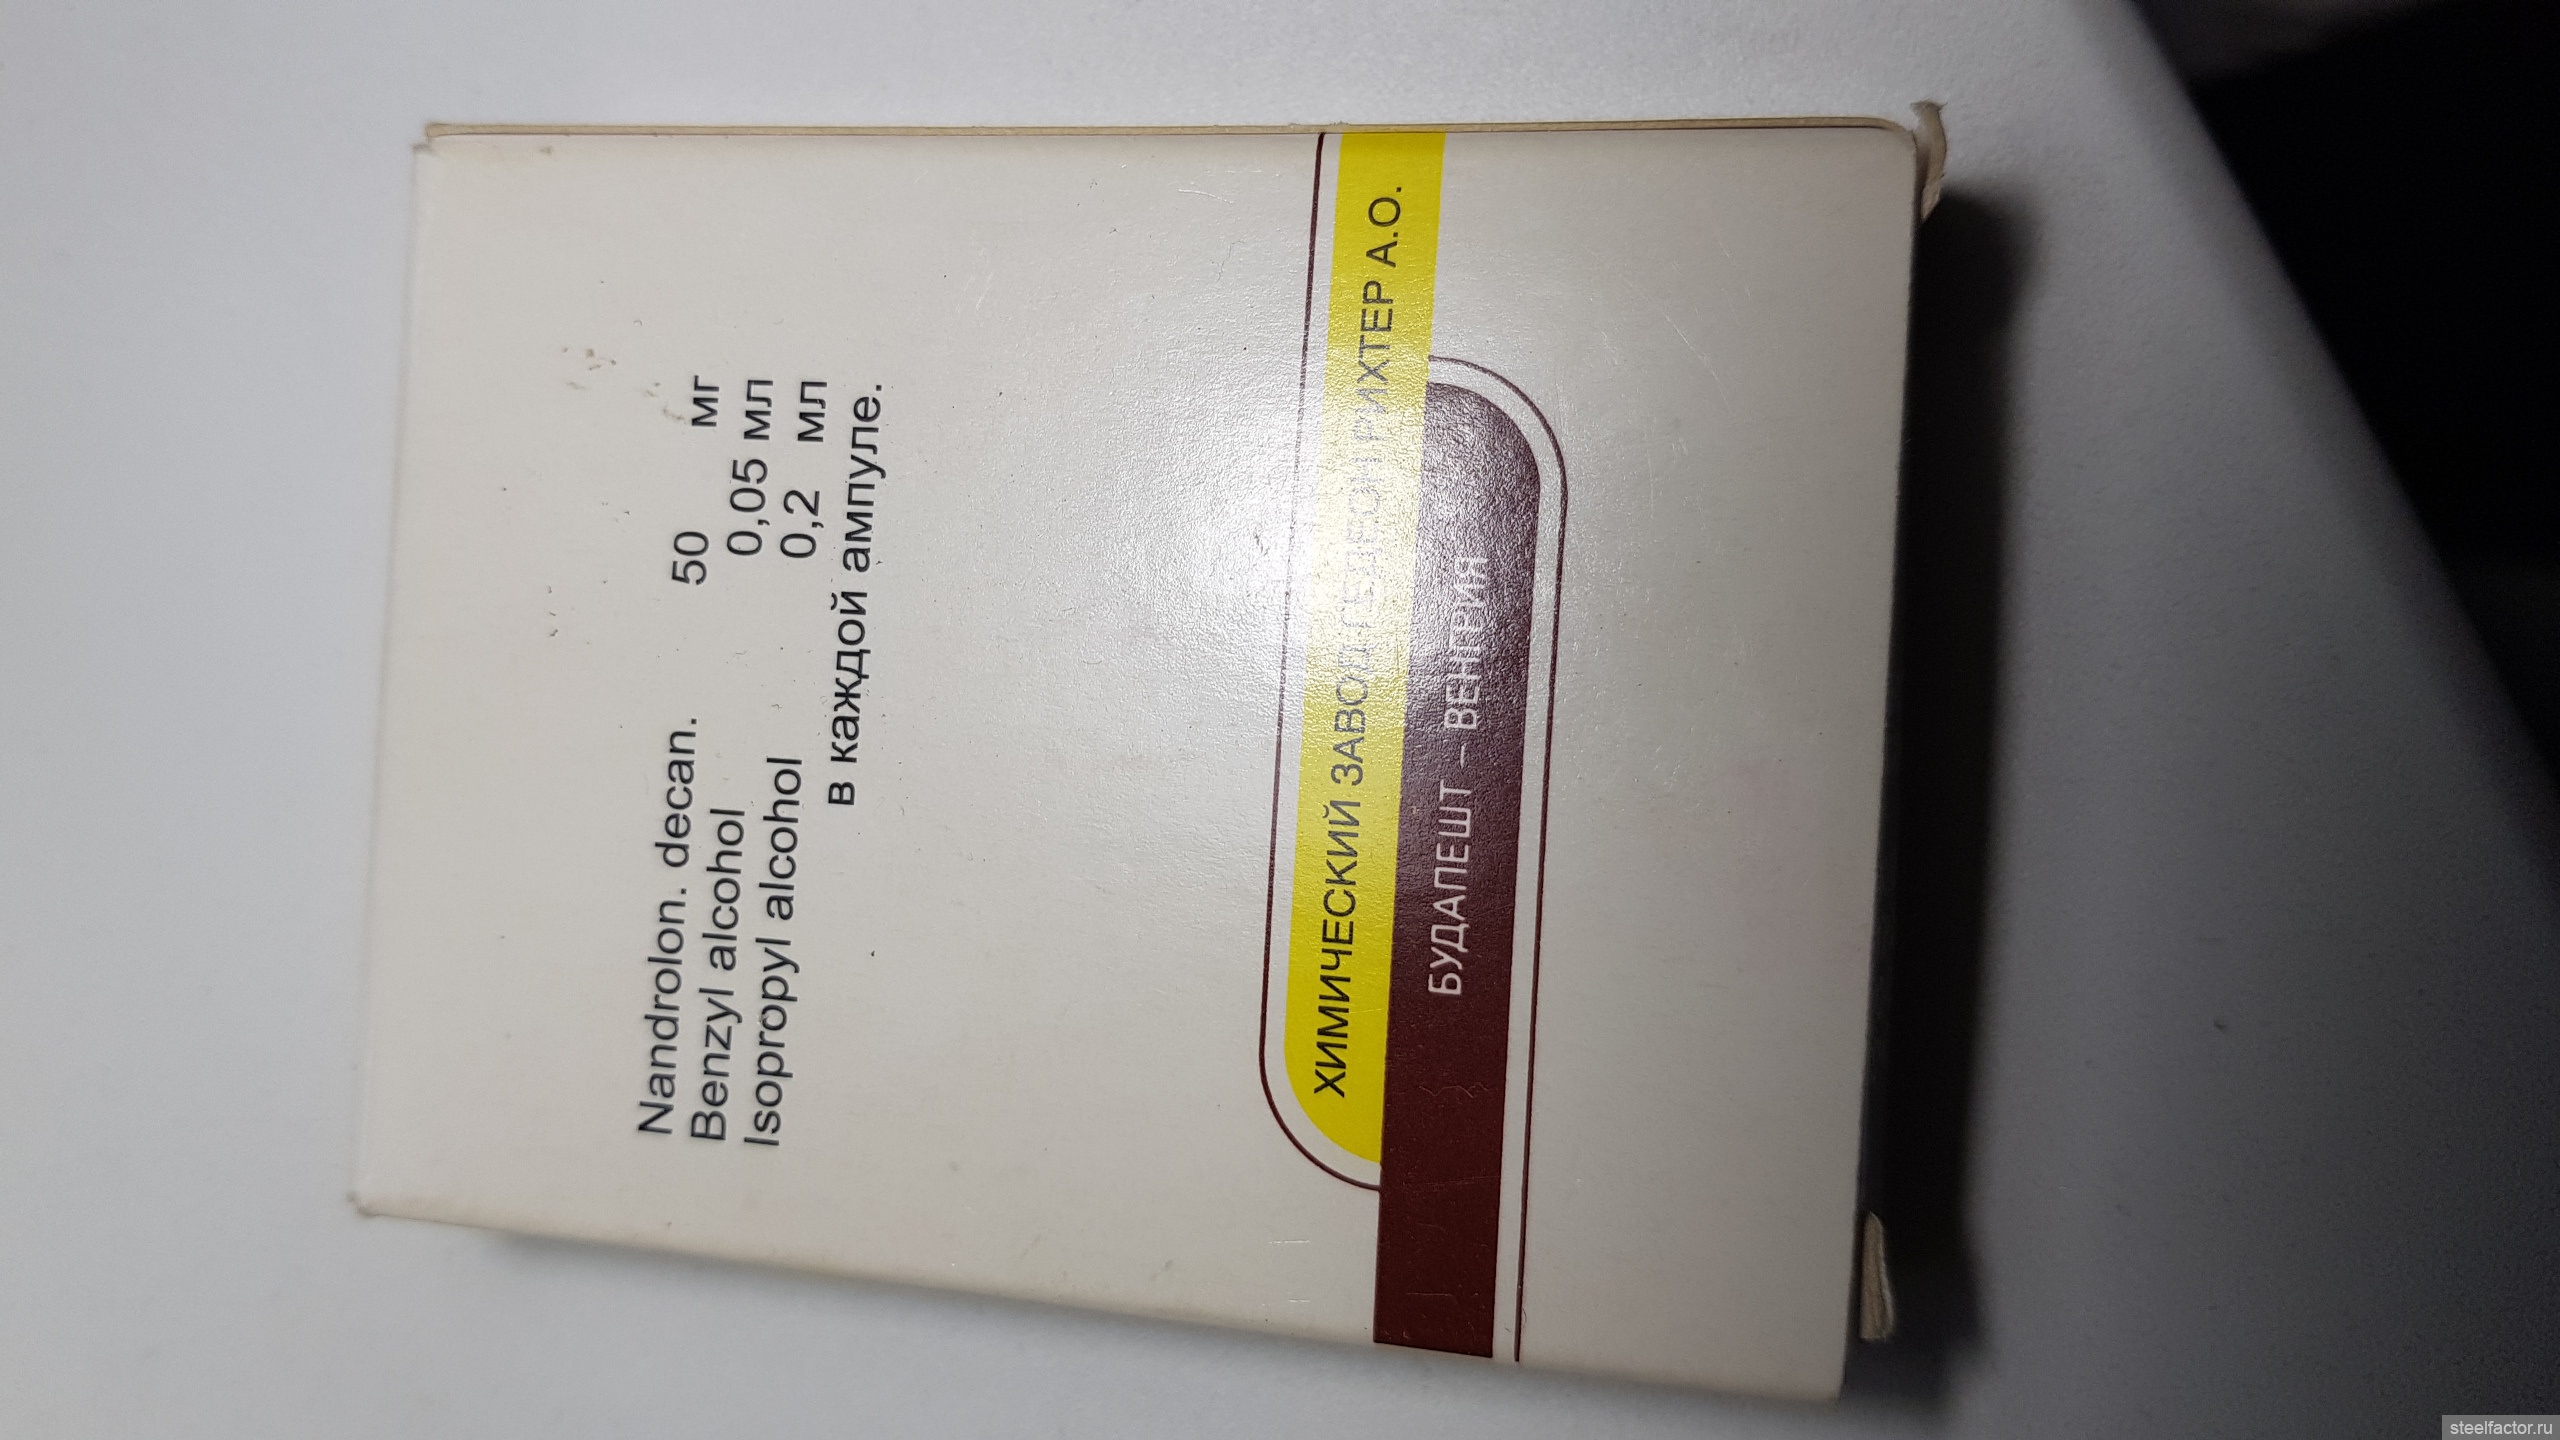 Nandrolon. decan. 50 мг
Benzyl alcohol 0,05 мл
Isopropyl alcohol 0,2 мл
в каждой ампуле.
ХИМИЧЕСКИЙ ЗАВОД ГЕДЕОН РИХТЕР А.О.
БУДАПЕШТ – ВЕНГРИЯ
steelfactor.ru